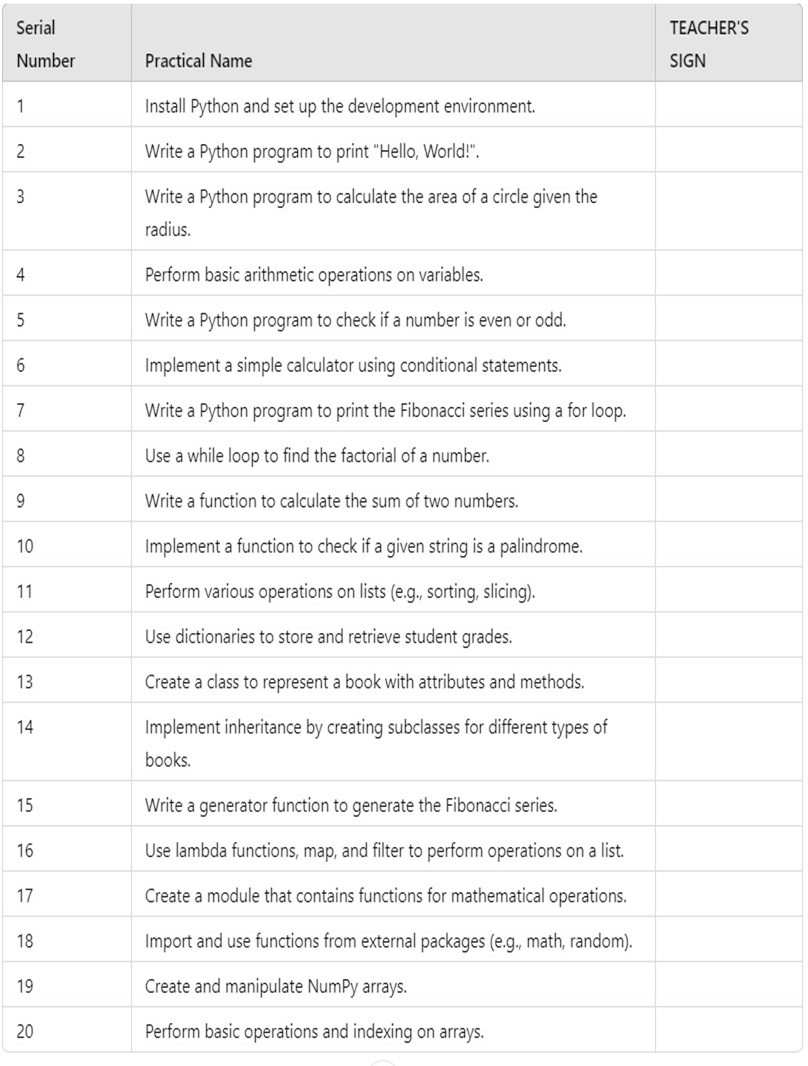 Serial
Number
Practical Name
TEACHER'S
SIGN
1
Install Python and set up the development environment.
2
Write a Python program to print "Hello, World!".
3
Write a Python program to calculate the area of a circle given the
radius.
4
Perform basic arithmetic operations on variables.
5
Write a Python program to check if a number is even or odd.
6
Implement a simple calculator using conditional statements.
7
Write a Python program to print the Fibonacci series using a for loop.
8
Use a while loop to find the factorial of a number.
9
Write a function to calculate the sum of two numbers.
10
Implement a function to check if a given string is a palindrome.
11
Perform various operations on lists (e.g., sorting, slicing).
12
Use dictionaries to store and retrieve student grades.
13
Create a class to represent a book with attributes and methods.
14
Implement inheritance by creating subclasses for different types of
books.
15
Write a generator function to generate the Fibonacci series.
16
Use lambda functions, map, and filter to perform operations on a list.
17
Create a module that contains functions for mathematical operations.
18
Import and use functions from external packages (e.g., math, random).
19
Create and manipulate NumPy arrays.
20
Perform basic operations and indexing on arrays.